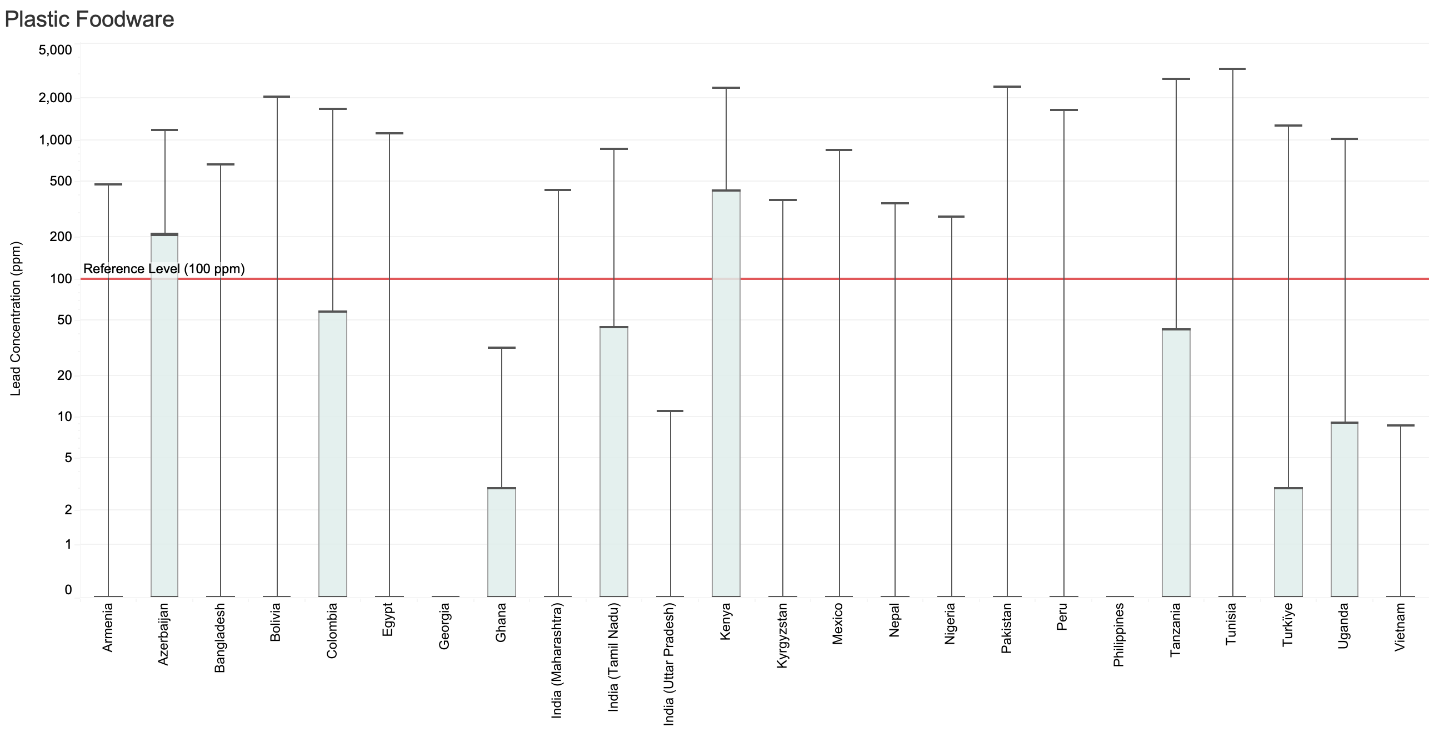 Plastic Foodware
5,000
2,000
1,000
500
200
100
50
20
10
5
2
1
0
Lead Concentration (ppm)
Reference Level (100 ppm)
Armenia
Azerbaijan
Bangladesh
Bolivia
Colombia
Egypt
Georgia
Ghana
India (Maharashtra)
India (Tamil Nadu)
India (Uttar Pradesh)
Kenya
Kyrgyzstan
Mexico
Nepal
Nigeria
Pakistan
Peru
Philippines
Tanzania
Tunisia
Turkïye
Uganda
Vietnam